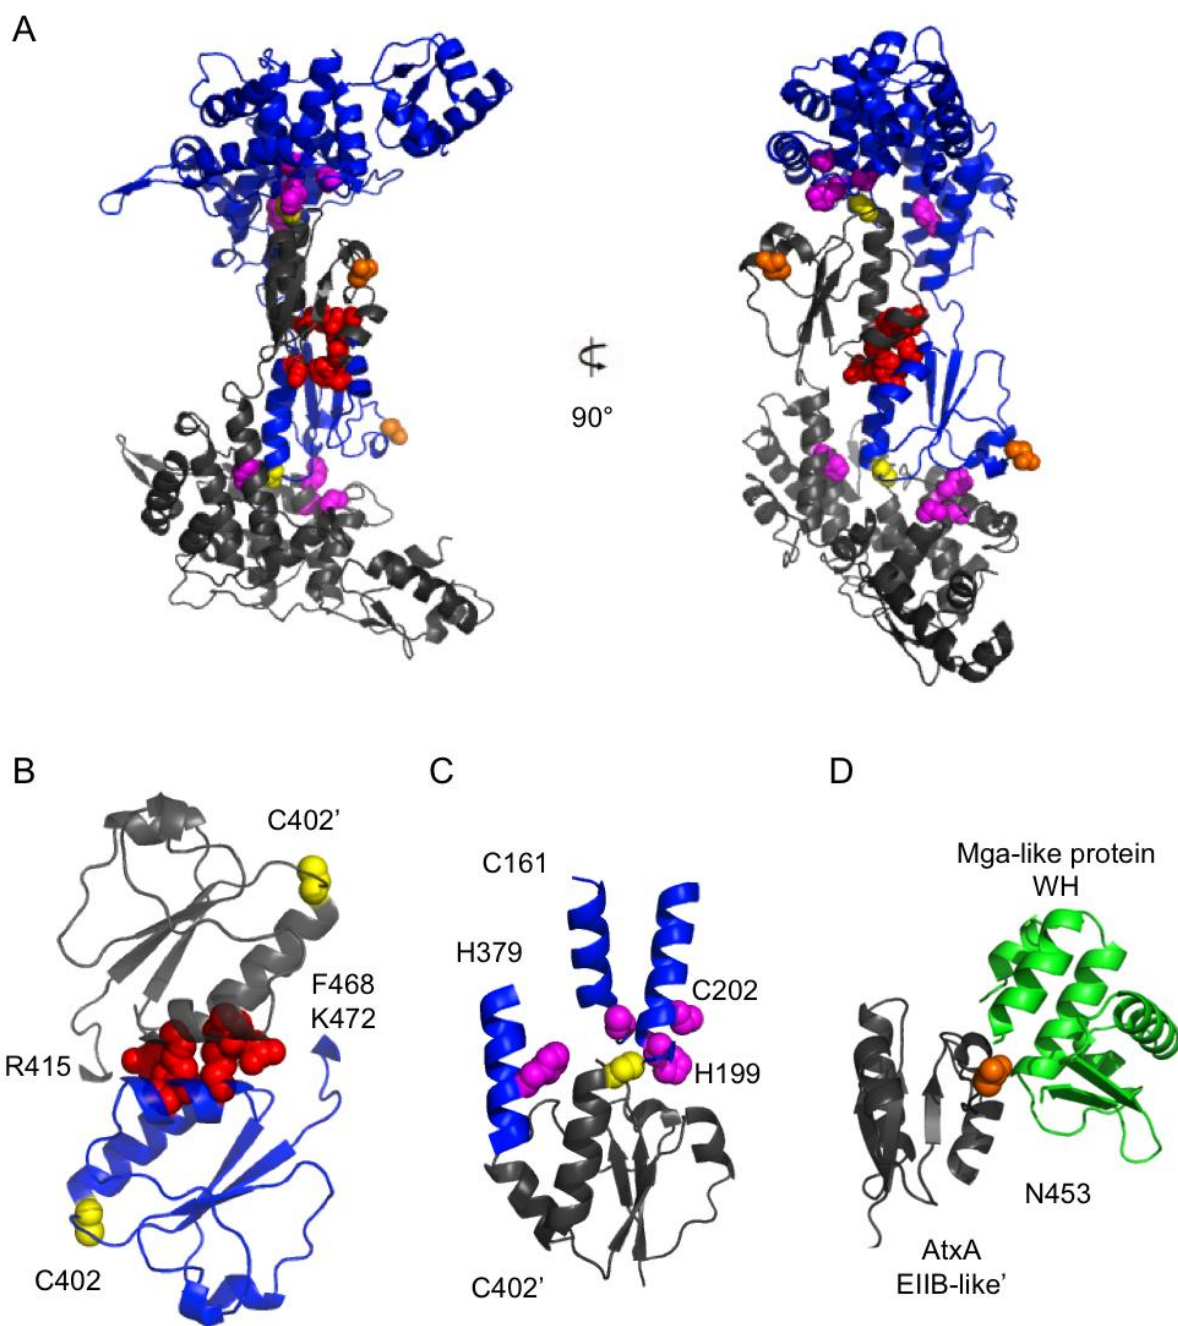 A
90°
B
C402'
F468
K472
R415
C402
C
C161
H379
C202
H199
C402'
D
Mga-like protein
WH
N453
AtxA
EIIB-like'